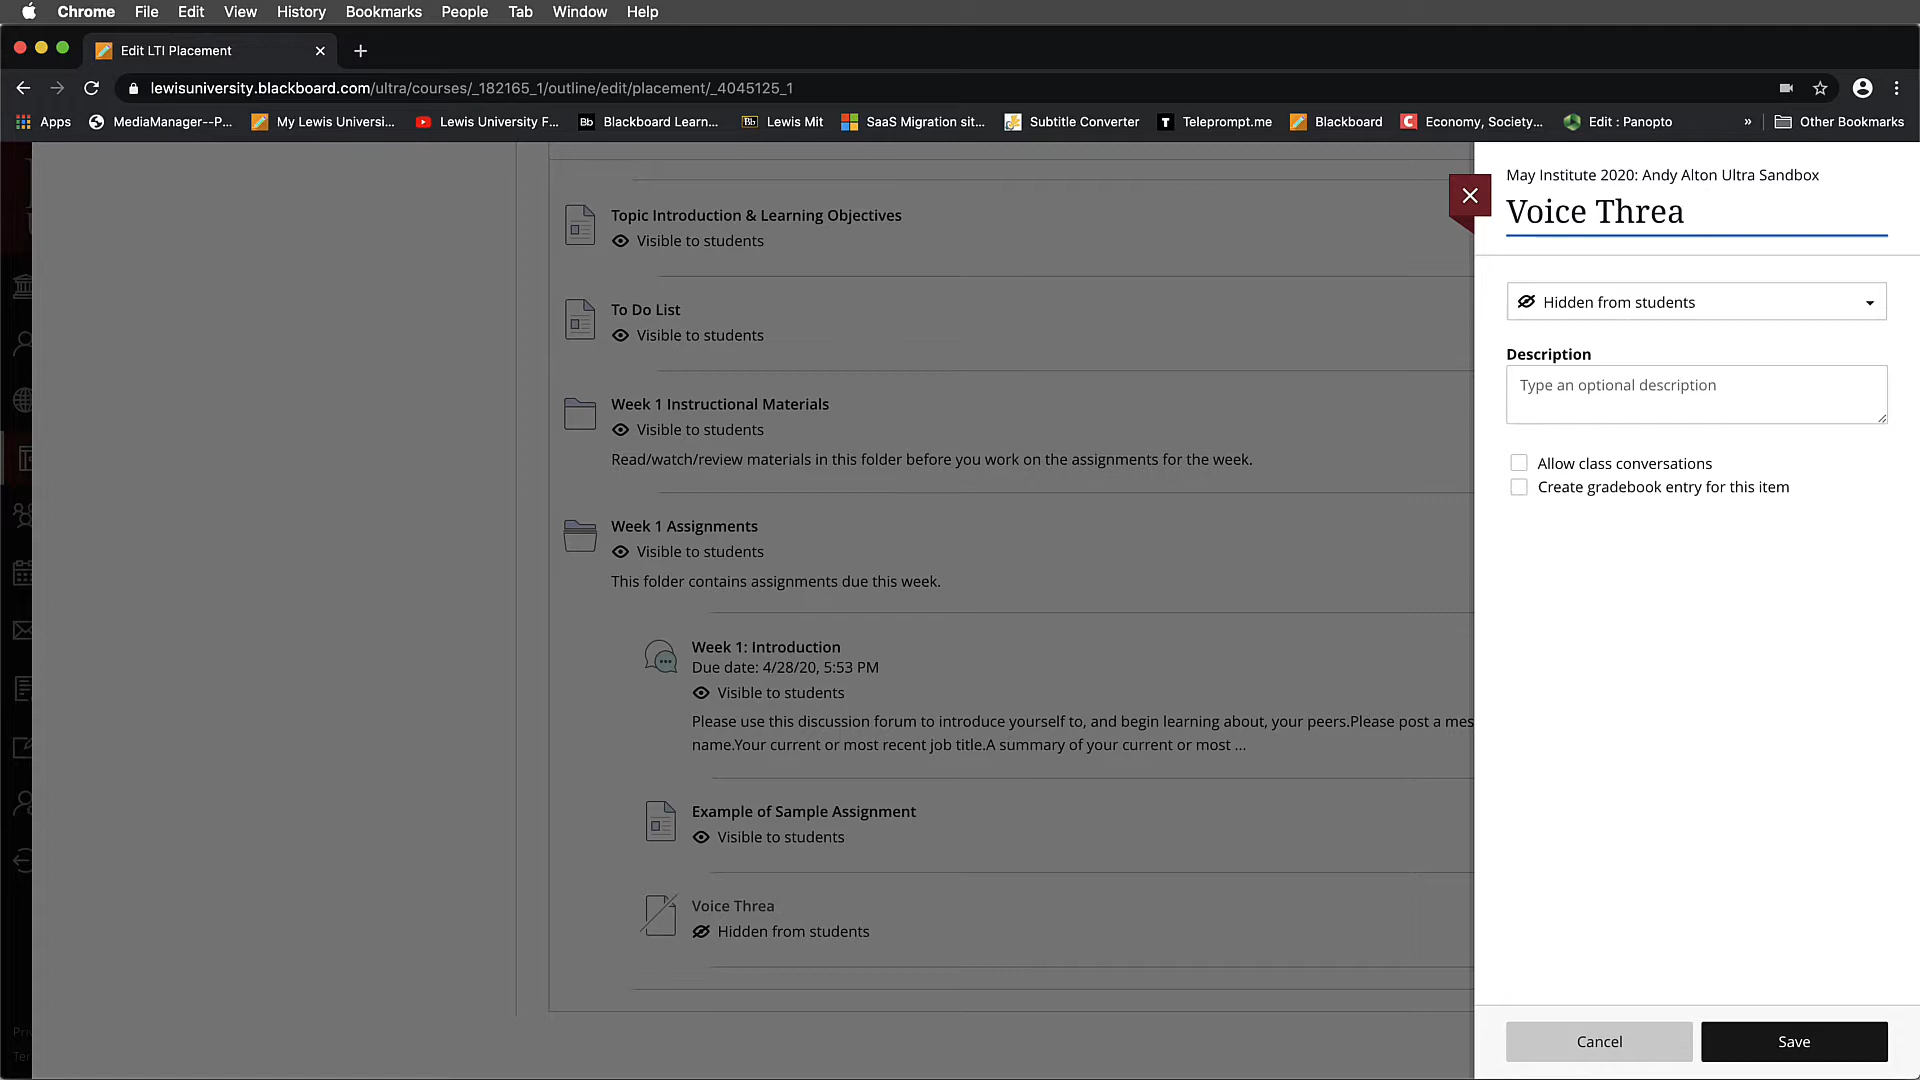 Chrome File Edit View History Bookmarks People Tab Window Help
Edit LTI Placement
lewisuniversity.blackboard.com/ultra/courses/_182165_1/outline/edit/placement/_4045125_1
Apps MediaManager--P... My Lewis Universi... Lewis University F... Bb Blackboard Learn... Bb Lewis Mit SaaS Migration sit... Subtitle Converter T Teleprompt.me Blackboard C Economy, Society... Edit : Panopto » Other Bookmarks
Topic Introduction & Learning Objectives
Visible to students
To Do List
Visible to students
Week 1 Instructional Materials
Visible to students
Read/watch/review materials in this folder before you work on the assignments for the week.
Week 1 Assignments
Visible to students
This folder contains assignments due this week.
Week 1: Introduction
Due date: 4/28/20, 5:53 PM
Visible to students
Please use this discussion forum to introduce yourself to, and begin learning about, your peers.Please post a mes
name.Your current or most recent job title.A summary of your current or most ...
Example of Sample Assignment
Visible to students
Voice Threa
Hidden from students
May Institute 2020: Andy Alton Ultra Sandbox
Voice Threa
Hidden from students
Description
Type an optional description
Allow class conversations
Create gradebook entry for this item
Cancel Save